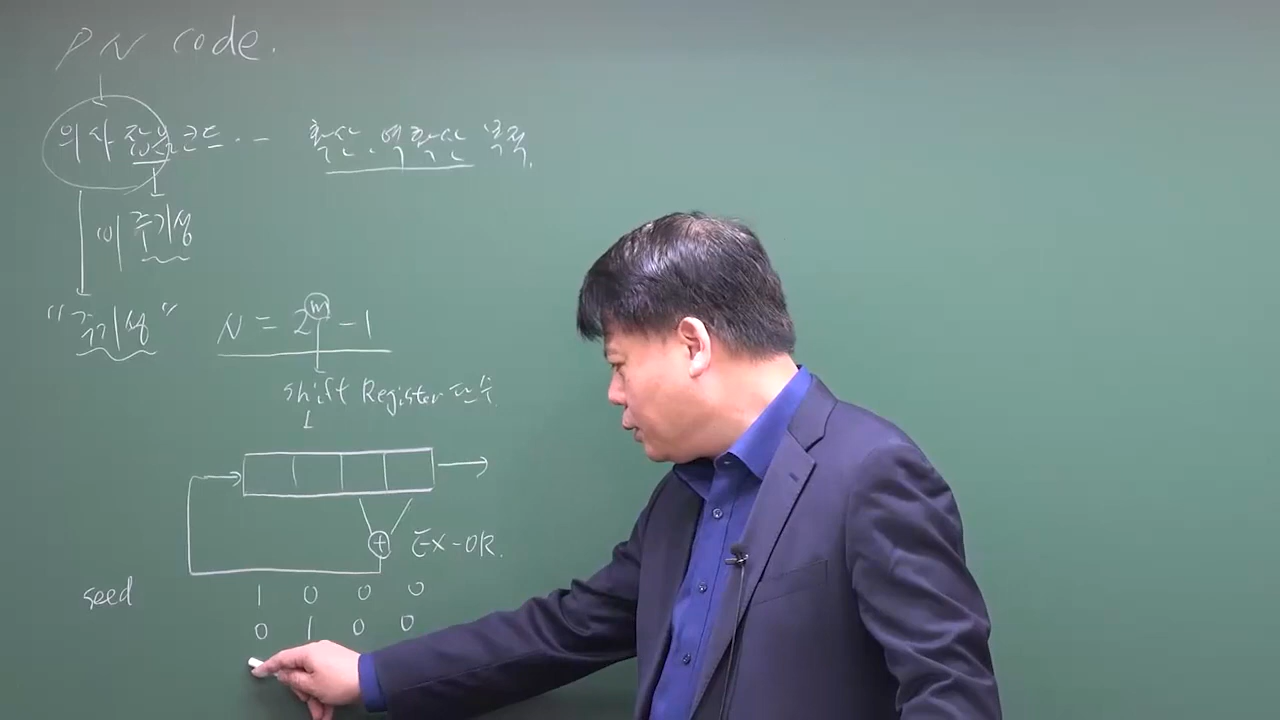 PN code.
의사잡음코드 … 확산, 역확산 목적.
비주기성
"주기성" N = 2^m - 1
shift Register 단수
+ EX-OR.
seed 1 0 0 0
0 1 0 0